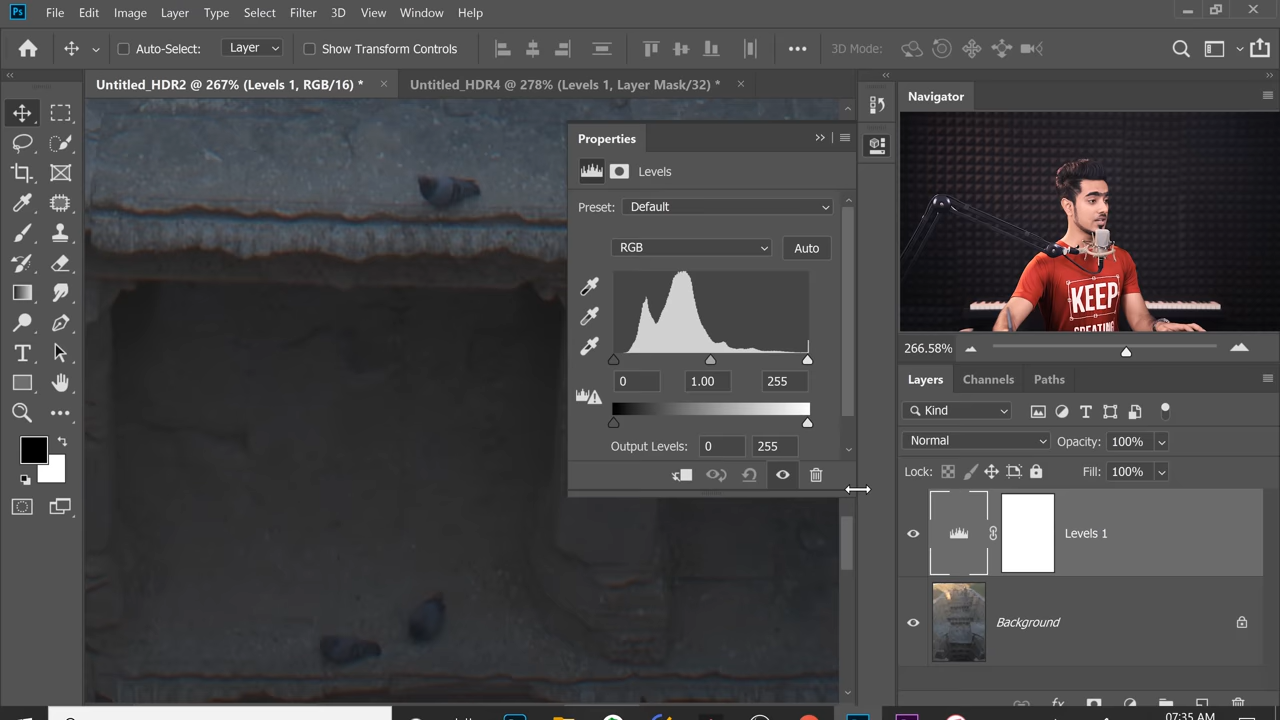 Ps File Edit Image Layer Type Select Filter 3D View Window Help
Auto-Select: Layer Show Transform Controls 3D Mode:
Untitled_HDR2 @ 267% (Levels 1, RGB/16) * Untitled_HDR4 @ 278% (Levels 1, Layer Mask/32) *
Navigator
Properties
Levels
Preset: Default
RGB Auto
KEEP
CREATING
266.58%
0 1.00 255
Output Levels: 0 255
Layers Channels Paths
Kind
Normal Opacity: 100%
Lock: Fill: 100%
Levels 1
Background
07:35 AM